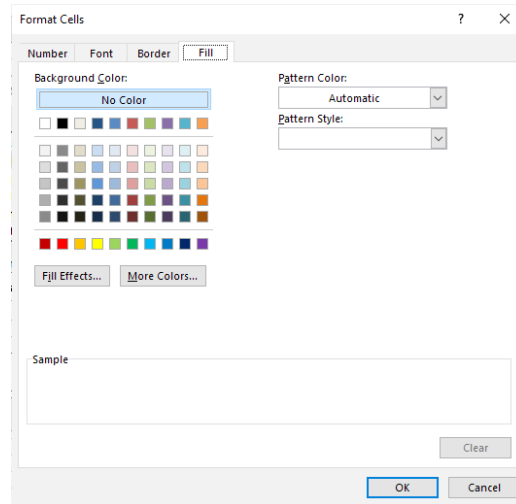 Format Cells ? ×
Number Font Border Fill
Background Color:
No Color
Pattern Color:
Automatic
Pattern Style:
Fill Effects...
More Colors...
Sample
Clear
OK
Cancel